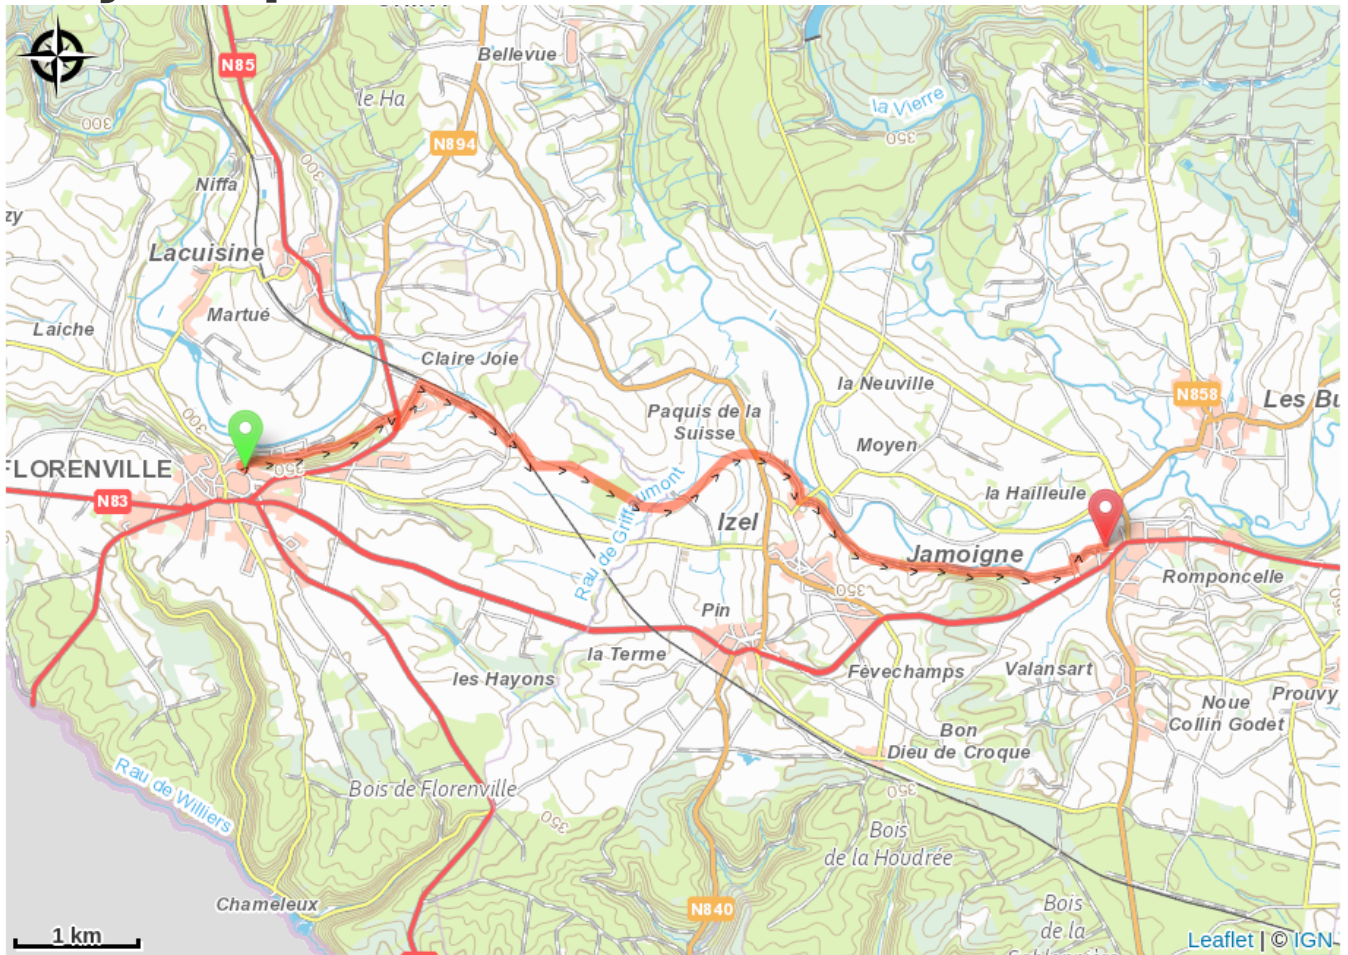 N85
Bellevue
le Ha
la Vierre
300
350
N894
300
Niffa
zy
Lacuisine
Martué
Laiche
Claire Joie
la Neuville
N858
Les Bu
Paquis de la
Suisse
300
Moyen
FLORENVILLE
350
la Hailleule
N83
Izel
Rau de Griffaumont
Jamoigne
Romponcelle
350
Pin
la Terme
Fèvechamps
Valansart
les Hayons
Noue
Collin Godet
Prouvy
Bon
Dieu de Croque
Rau de Williers
Bois de Florenville
350
350
Bois
de la Houdrée
Chameleux
N840
Bois
de la
1 km
Leaflet | © IGN